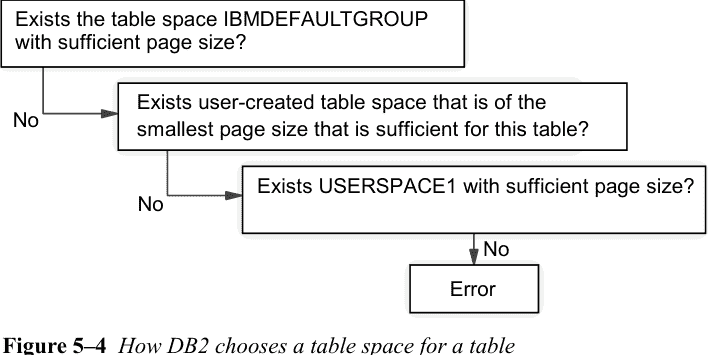 Exists the table space IBMDEFAULTGROUP
with sufficient page size?
No
Exists user-created table space that is of the
smallest page size that is sufficient for this table?
No
Exists USERSPACE1 with sufficient page size?
No
Error
Figure 5–4 How DB2 chooses a table space for a table